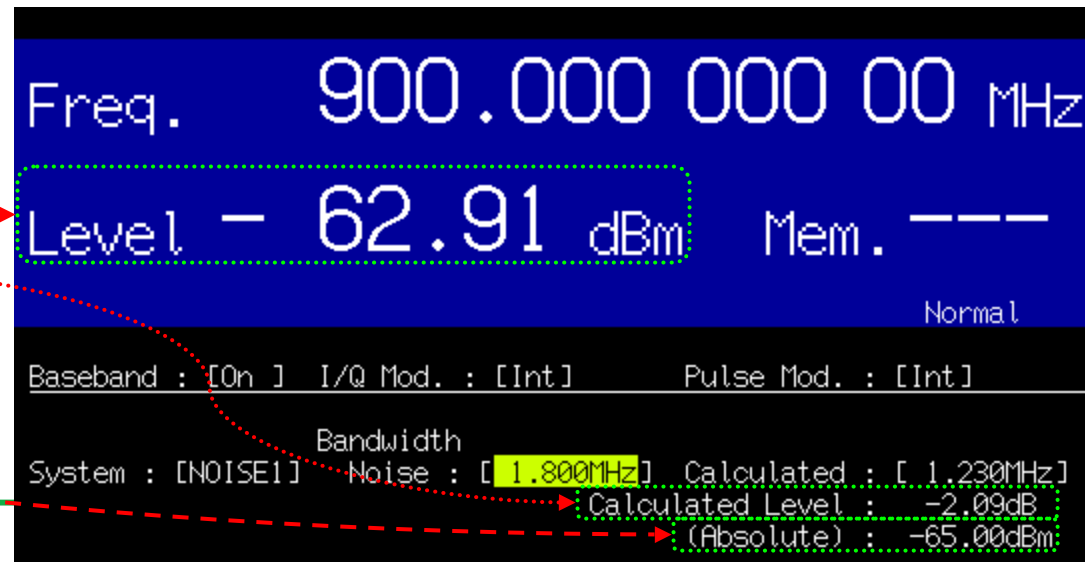 Freq. 900.000 000 00 MHz
Level - 62.91 dBm Mem. ---
Normal
Baseband : [On ] I/Q Mod. : [Int] Pulse Mod. : [Int]
Bandwidth
System : [NOISE1] Noise : [ 1.800MHz] Calculated : [ 1.230MHz]
Calculated Level : -2.09dB
(Absolute) : -65.00dBm